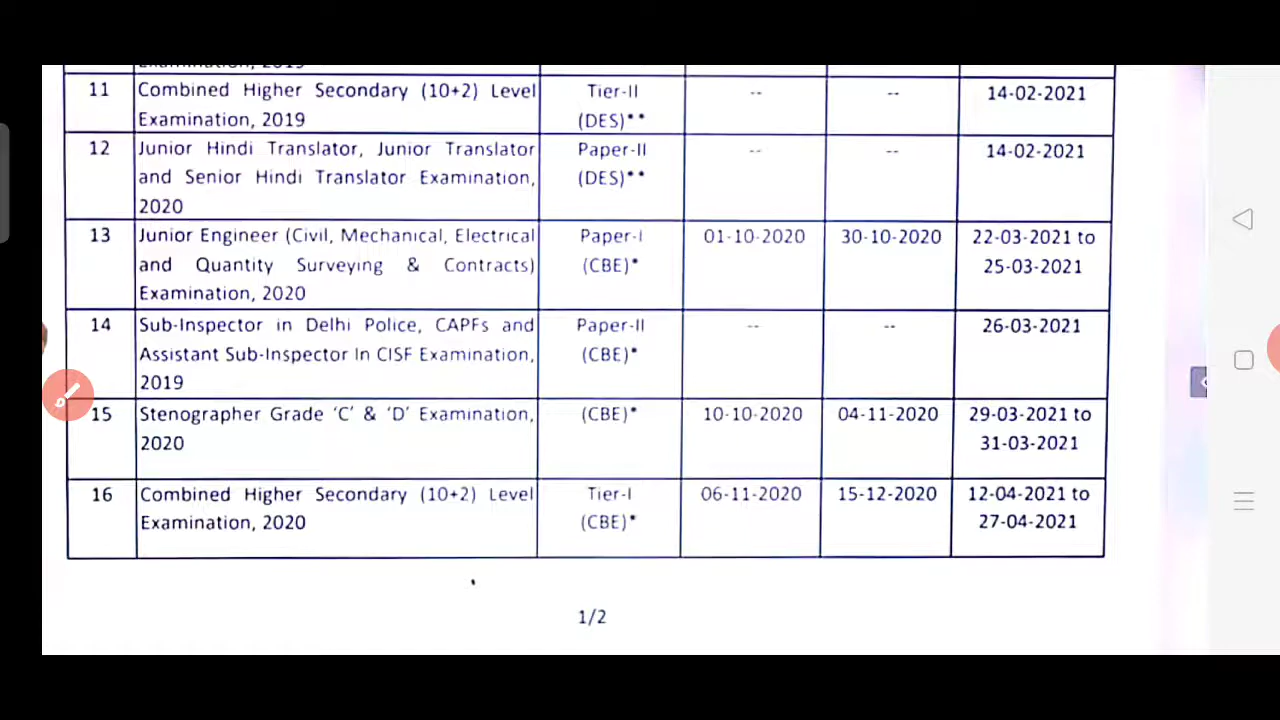 Examination, 2019
11 Combined Higher Secondary (10+2) Level Tier-II -- -- 14-02-2021
Examination, 2019 (DES)**
12 Junior Hindi Translator, Junior Translator Paper-II -- -- 14-02-2021
and Senior Hindi Translator Examination, (DES)**
2020
13 Junior Engineer (Civil, Mechanical, Electrical Paper-I 01-10-2020 30-10-2020 22-03-2021 to
and Quantity Surveying & Contracts) (CBE)* 25-03-2021
Examination, 2020
14 Sub-Inspector in Delhi Police, CAPFs and Paper-II -- -- 26-03-2021
Assistant Sub-Inspector In CISF Examination, (CBE)*
2019
15 Stenographer Grade ‘C’ & ‘D’ Examination, (CBE)* 10-10-2020 04-11-2020 29-03-2021 to
2020 31-03-2021
16 Combined Higher Secondary (10+2) Level Tier-I 06-11-2020 15-12-2020 12-04-2021 to
Examination, 2020 (CBE)* 27-04-2021
1/2